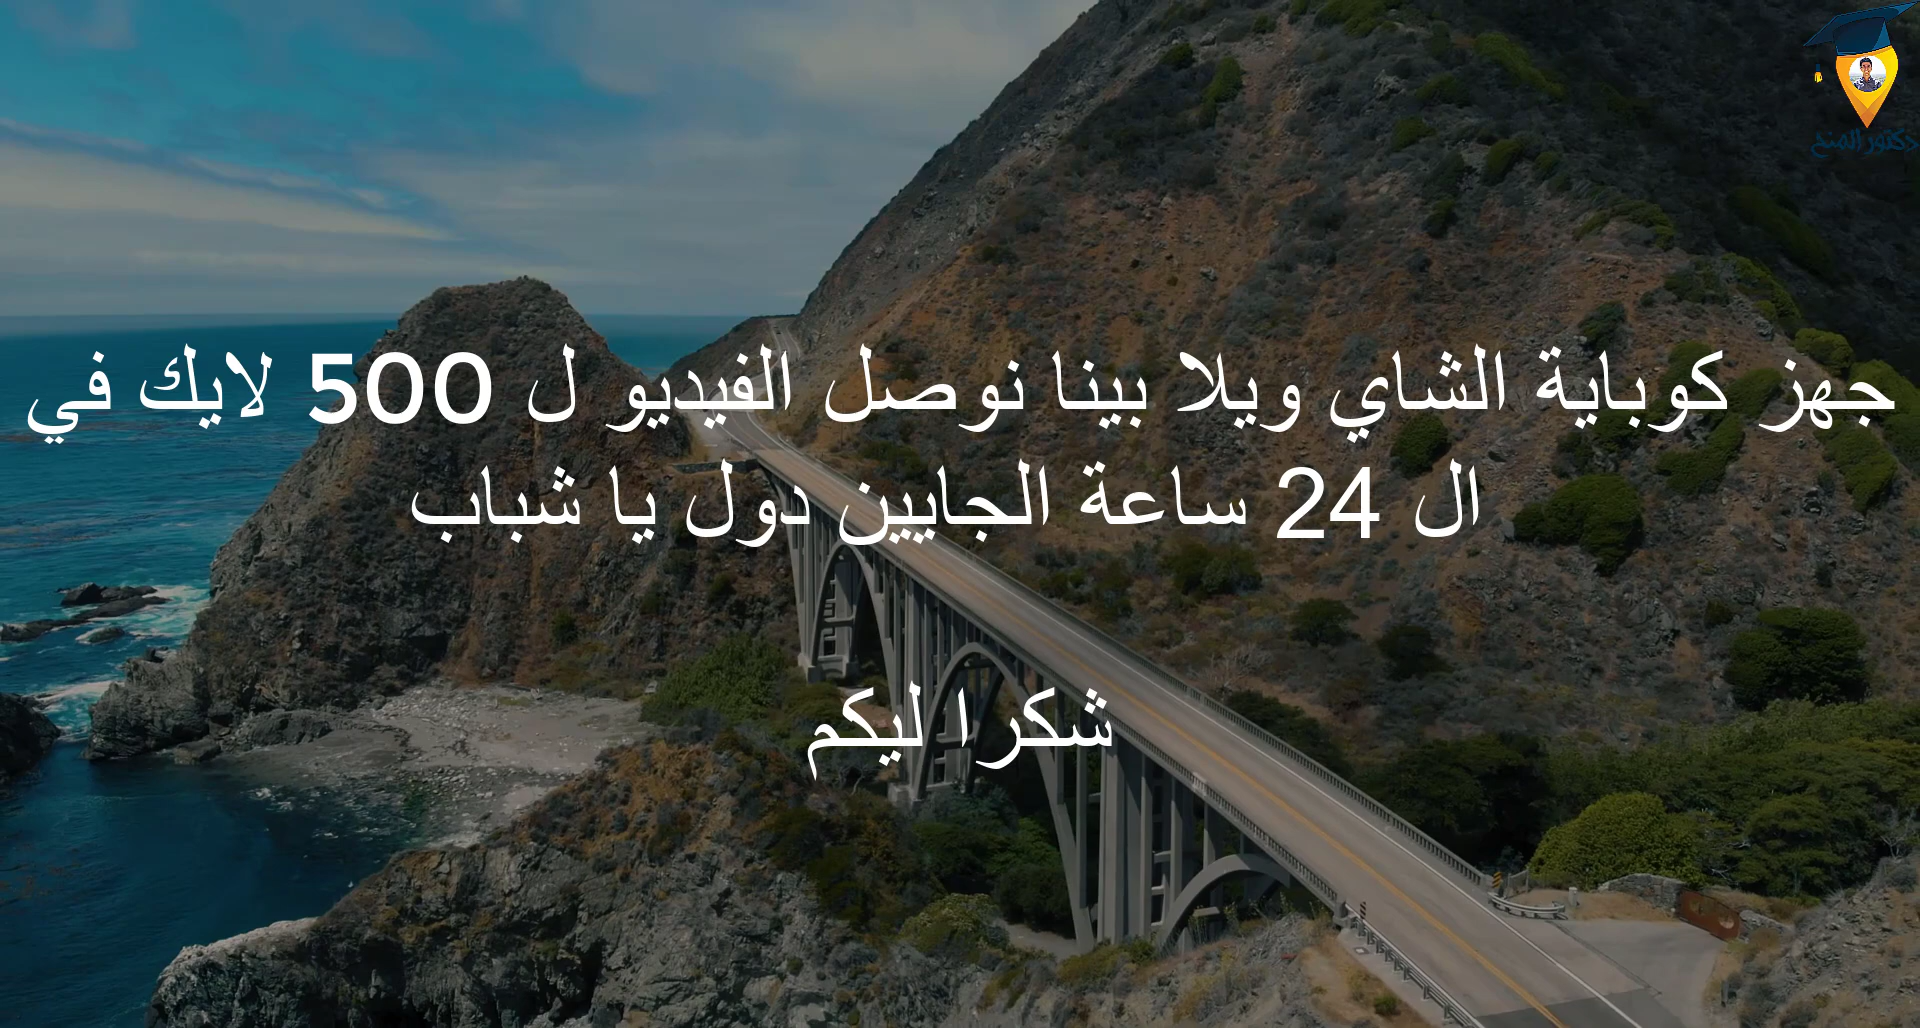 دكتور المنح
جهز كوباية الشاي ويلا بينا نوصل الفيديو ل 500 لايك في
ال 24 ساعة الجايين دول يا شباب
شكرا ليكم